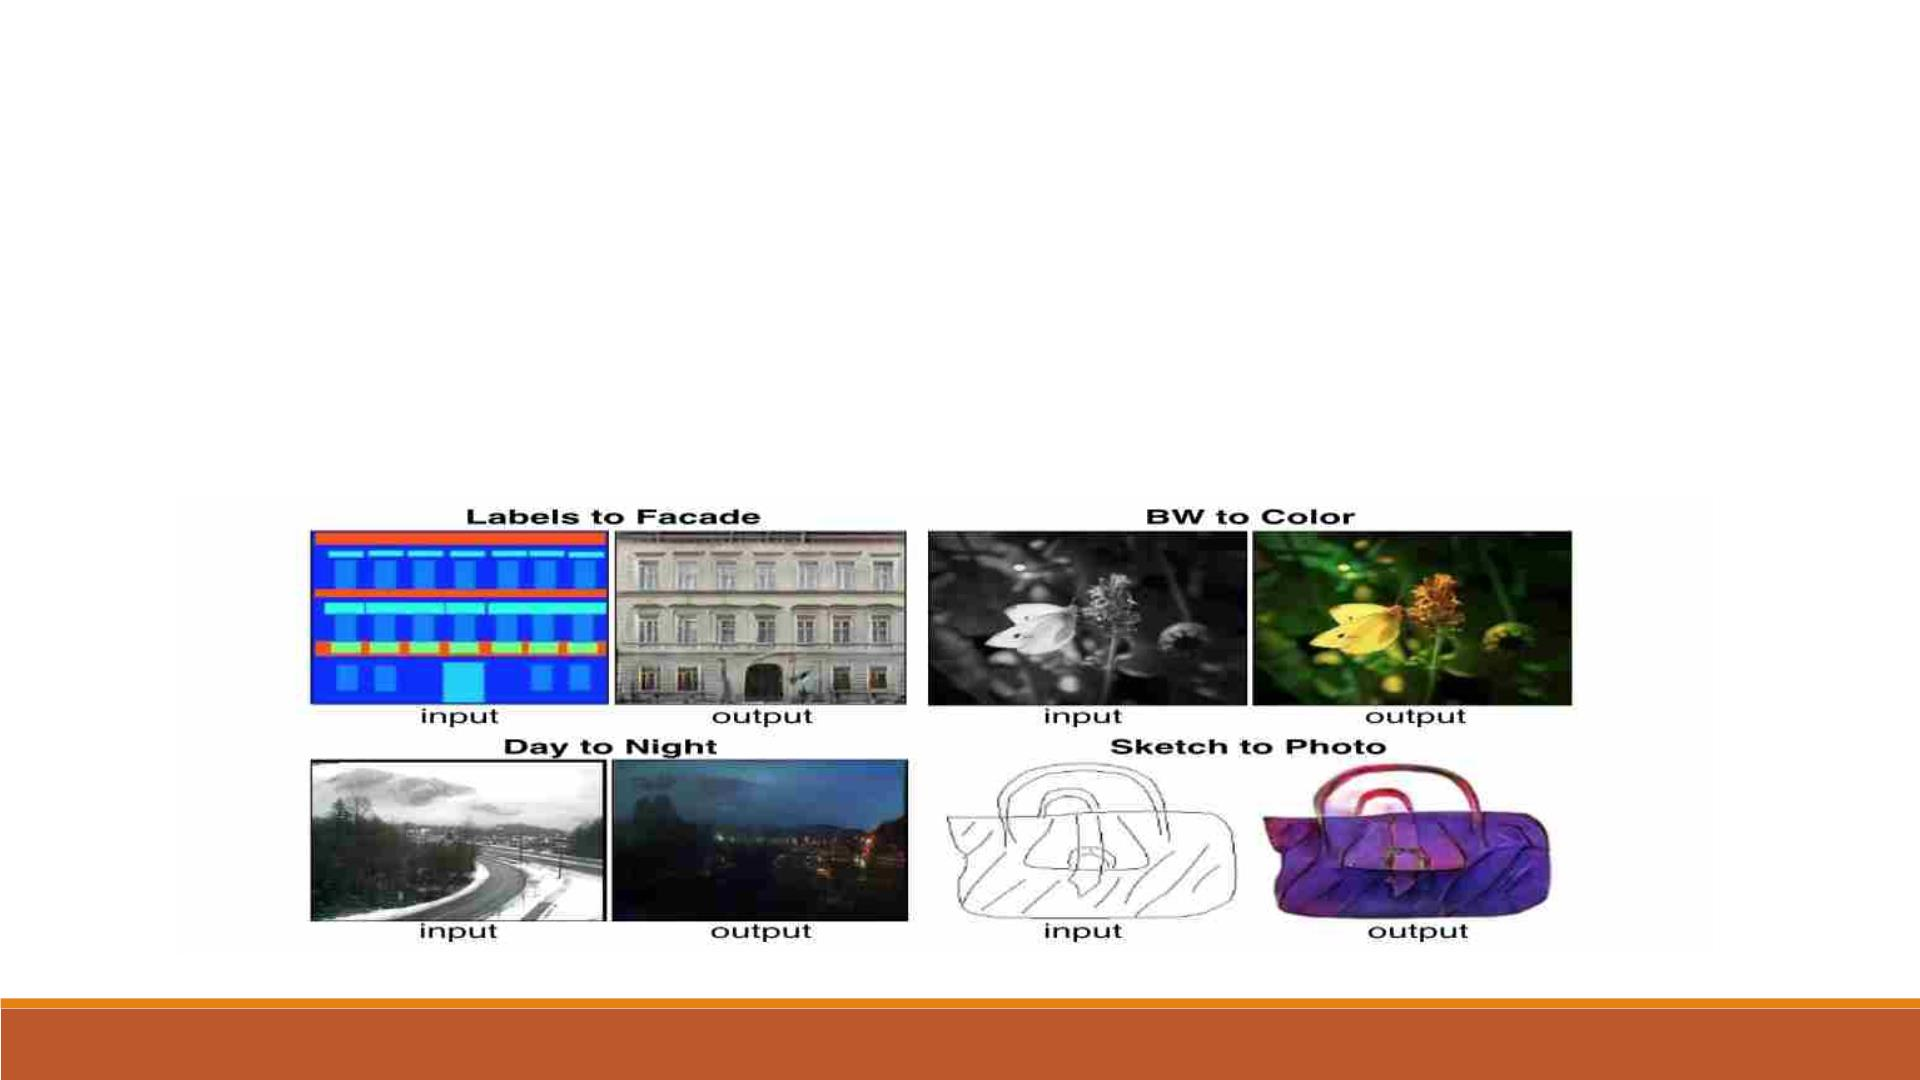 Labels to Facade
input
output
BW to Color
input
output
Day to Night
input
output
Sketch to Photo
input
output